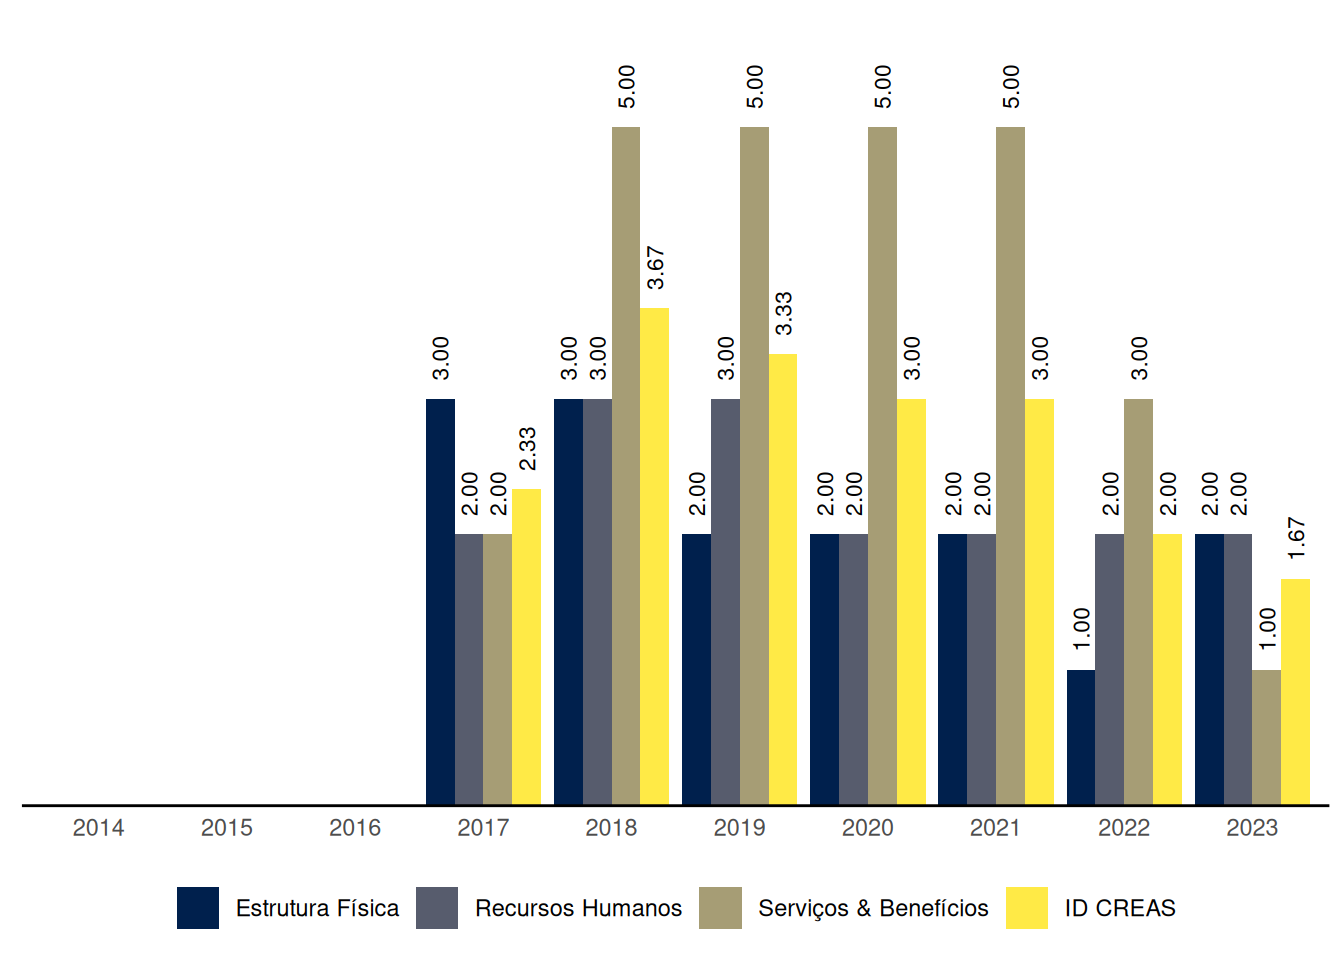 5.00 5.00 5.00 5.00
3.67
3.33
3.00 3.00 3.00 3.00 3.00 3.00 3.00
2.33
2.00 2.00 2.00 2.00 2.00 2.00 2.00 2.00 2.00 2.00 2.00
1.67
1.00 1.00
2014 2015 2016 2017 2018 2019 2020 2021 2022 2023
Estrutura Física Recursos Humanos Serviços & Benefícios ID CREAS